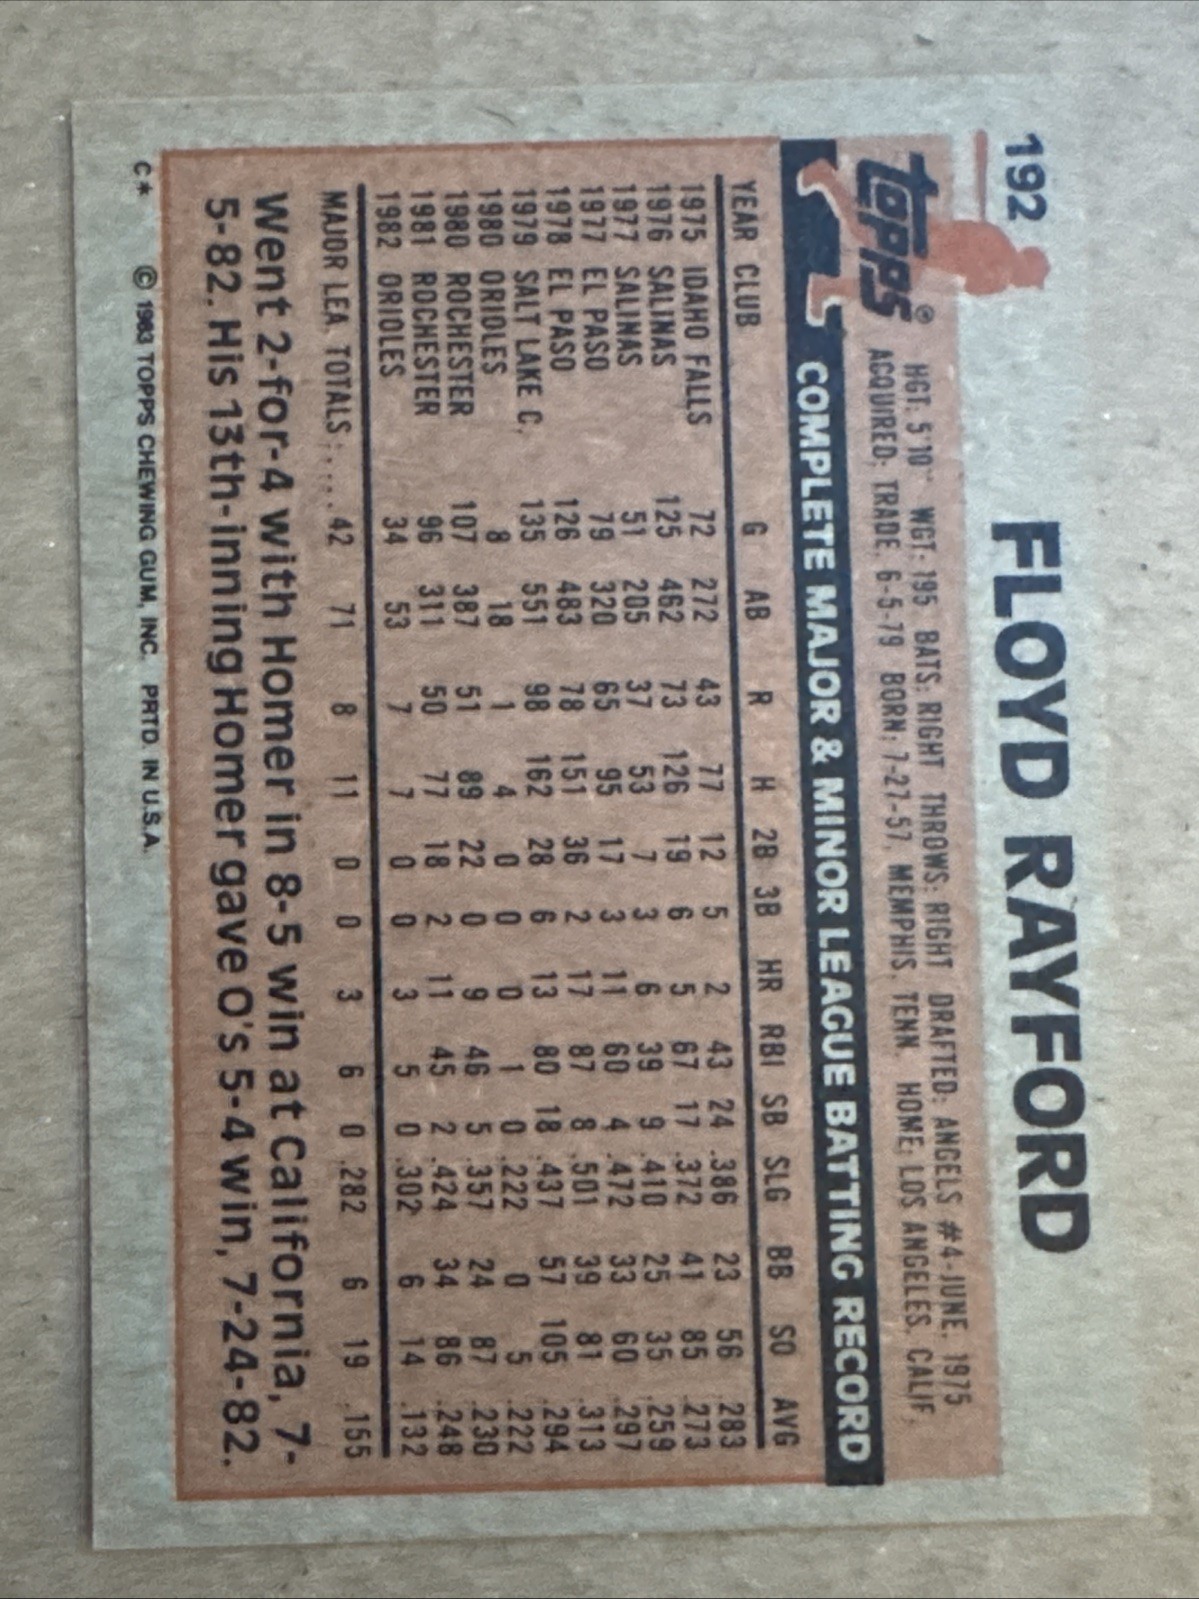 192
FLOYD RAYFORD
TOPPS®
HGT: 5'10" WGT: 195 BATS: RIGHT THROWS: RIGHT DRAFTED: ANGELS #4-JUNE, 1975
ACQUIRED: TRADE, 6-5-79 BORN: 7-27-57, MEMPHIS, TENN. HOME: LOS ANGELES, CALIF.
COMPLETE MAJOR & MINOR LEAGUE BATTING RECORD
YEAR CLUB G AB R H 2B 3B HR RBI SB SLG BB SO AVG
1975 IDAHO FALLS 72 272 43 77 12 5 2 43 24 .386 23 56 .283
1976 SALINAS 125 462 73 126 19 6 5 67 17 .372 41 85 .273
1977 SALINAS 51 205 37 53 7 3 6 39 9 .410 25 35 .259
1977 EL PASO 79 320 65 95 17 3 11 60 4 .472 33 60 .297
1978 EL PASO 126 483 78 151 36 2 17 87 8 .501 39 81 .313
1979 SALT LAKE C. 135 551 98 162 28 6 13 80 18 .437 57 105 .294
1980 ORIOLES 8 18 1 4 0 0 0 1 0 .222 0 5 .222
1980 ROCHESTER 107 387 51 89 22 0 9 46 5 .357 24 87 .230
1981 ROCHESTER 96 311 50 77 18 2 11 45 2 .424 34 86 .248
1982 ORIOLES 34 53 7 7 0 0 3 5 0 .302 6 14 .132
MAJOR LEA. TOTALS..... 42 71 8 11 0 0 3 6 0 .282 6 19 .155
Went 2-for-4 with Homer in 8-5 win at California, 7-
5-82. His 13th-inning Homer gave O's 5-4 win, 7-24-82.
C* © 1983 TOPPS CHEWING GUM, INC. PRTD. IN U.S.A.